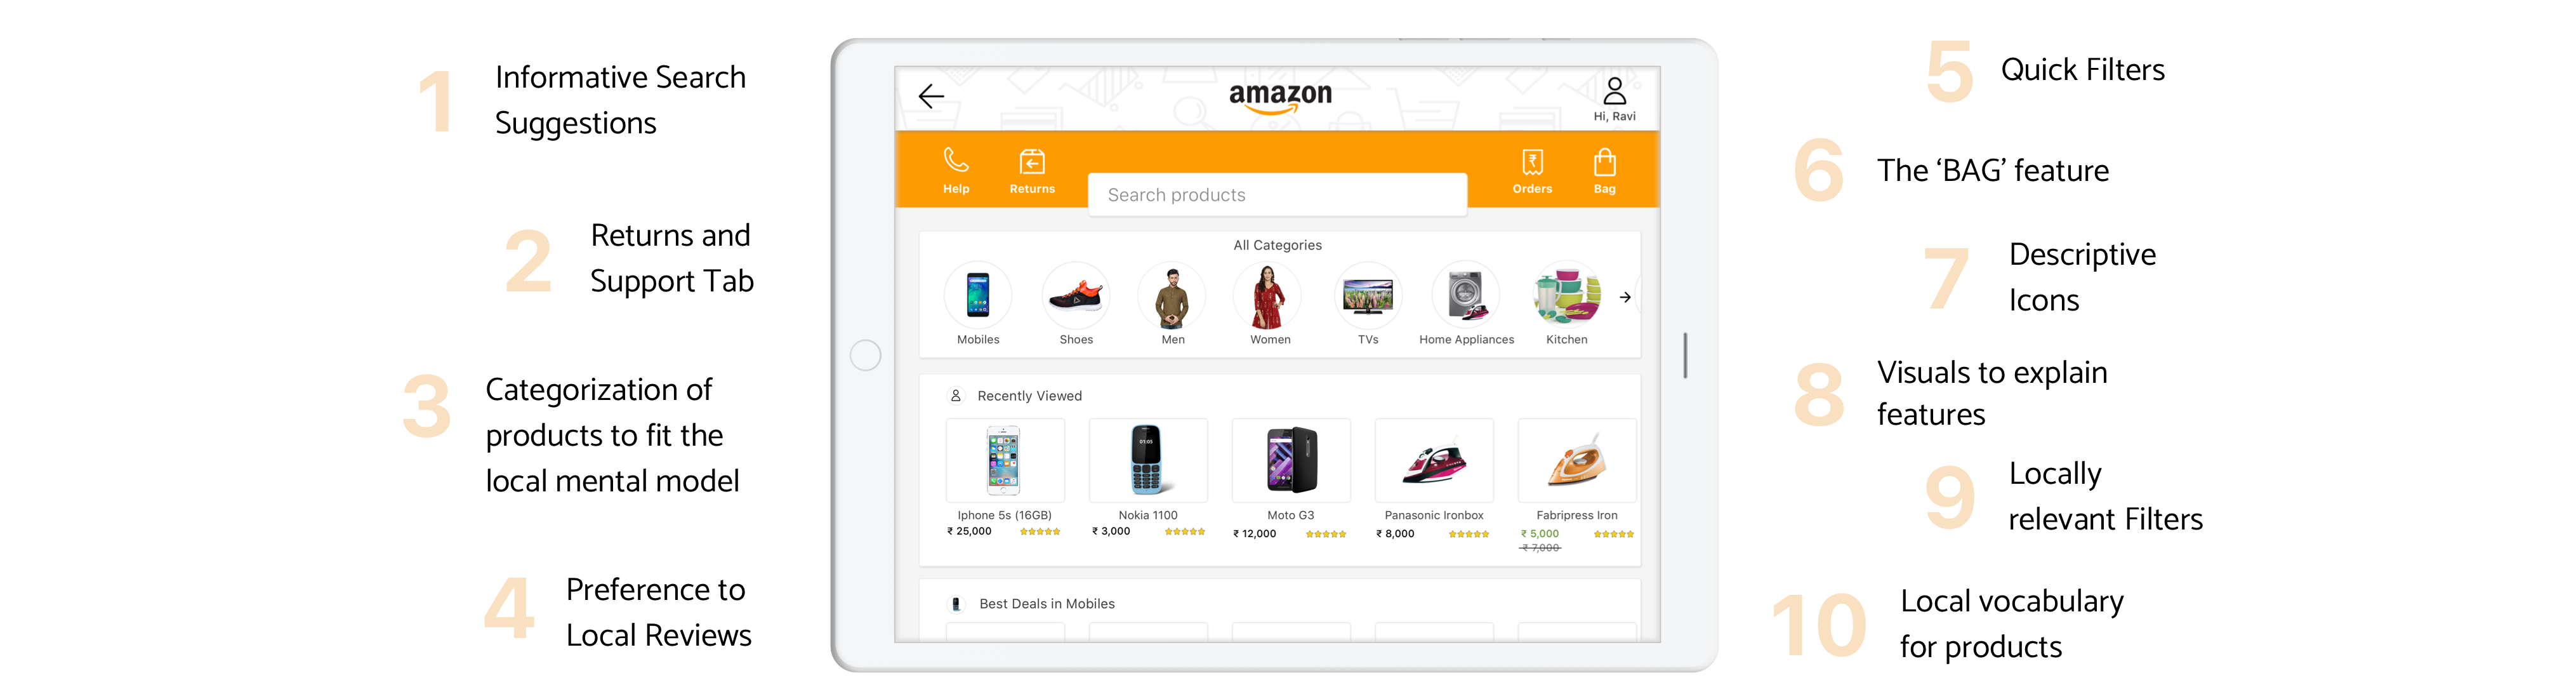 1
Informative Search
Suggestions
2
Returns and
Support Tab
3
Categorization of
products to fit the
local mental model
4
Preference to
Local Reviews
amazon
Hi, Ravi
Help
Returns
Search products
Orders
Bag
All Categories
Mobiles
Shoes
Men
Women
TVs
Home Appliances
Kitchen
Recently Viewed
01:05
Iphone 5s (16GB)
₹ 25,000
Nokia 1100
₹ 3,000
Moto G3
₹ 12,000
Panasonic Ironbox
₹ 8,000
Fabripress Iron
₹ 5,000
₹ 7,000
Best Deals in Mobiles
5
Quick Filters
6
The ‘BAG’ feature
7
Descriptive
Icons
8
Visuals to explain
features
9
Locally
relevant Filters
10
Local vocabulary
for products